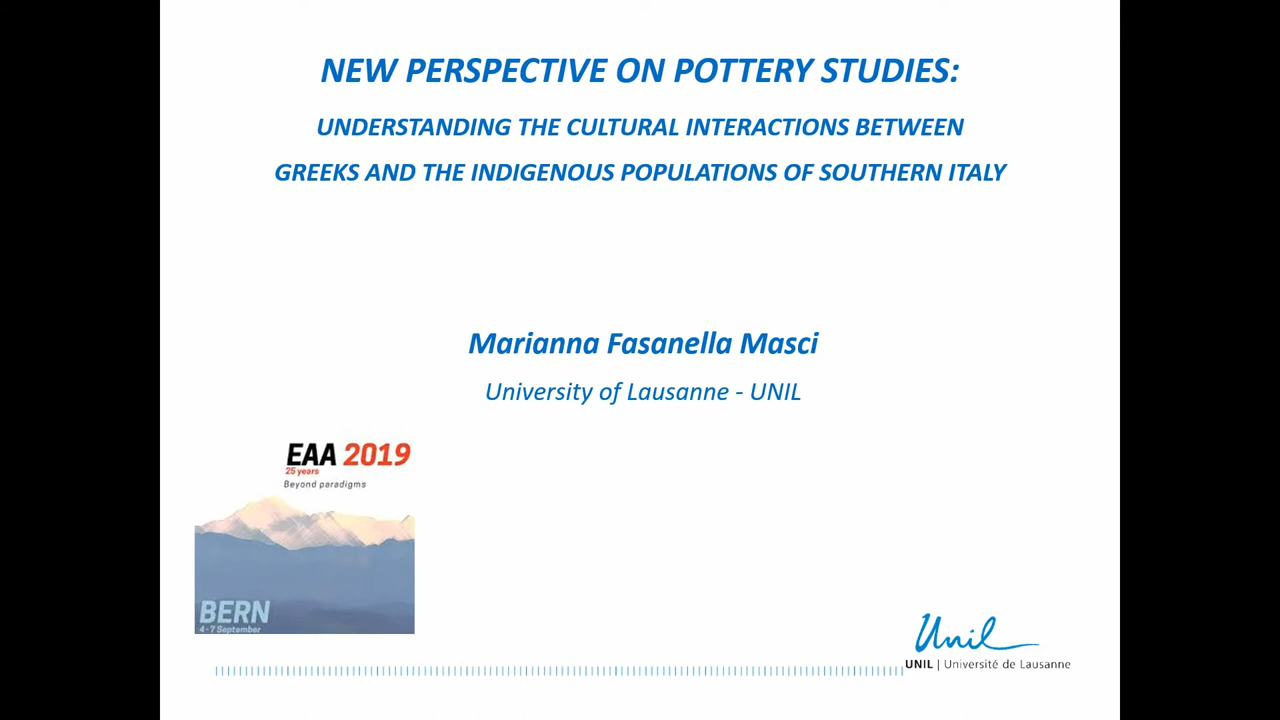 NEW PERSPECTIVE ON POTTERY STUDIES:
UNDERSTANDING THE CULTURAL INTERACTIONS BETWEEN
GREEKS AND THE INDIGENOUS POPULATIONS OF SOUTHERN ITALY
Marianna Fasanella Masci
University of Lausanne - UNIL
EAA 2019
25 years
Beyond paradigms
BERN
4-7 September
Unil
UNIL | Université de Lausanne